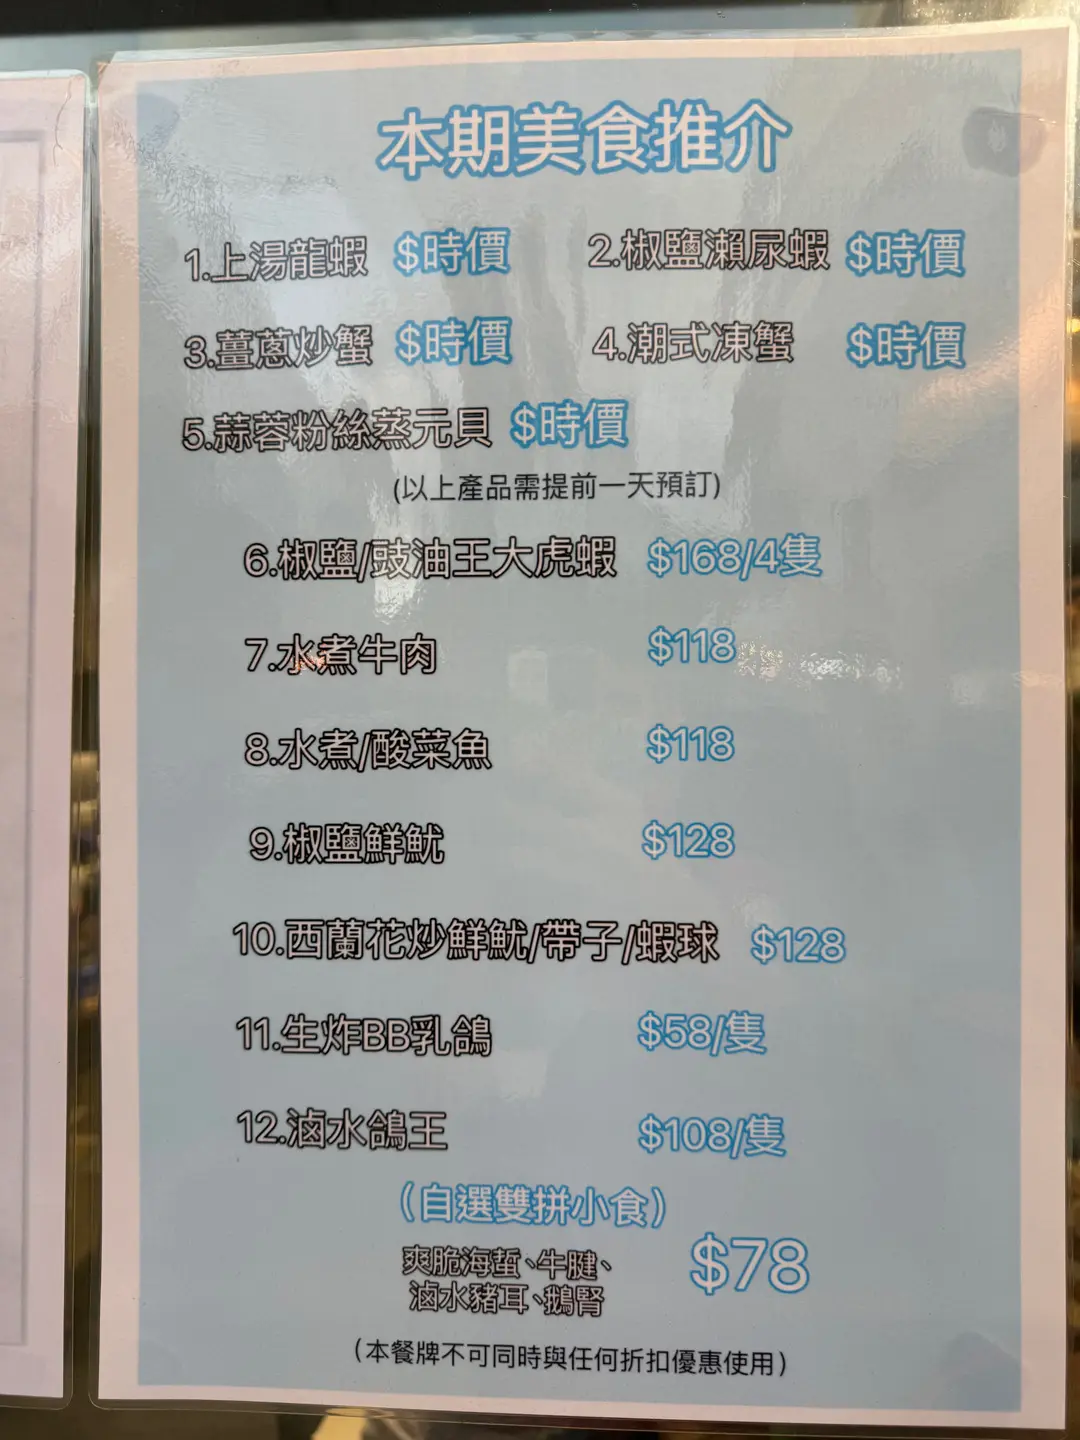 本期美食推介
1.上湯龍蝦 $時價 2.椒鹽瀨尿蝦 $時價
3.薑蔥炒蟹 $時價 4.潮式凍蟹 $時價
5.蒜蓉粉絲蒸元貝 $時價
(以上產品需提前一天預訂)
6.椒鹽/豉油王大虎蝦 $168/4隻
7.水煮牛肉 $118
8.水煮/酸菜魚 $118
9.椒鹽鮮魷 $128
10.西蘭花炒鮮魷/帶子/蝦球 $128
11.生炸BB乳鴿 $58/隻
12.滷水鴿王 $108/隻
(自選雙拼小食)
爽脆海蜇、牛腱、
滷水豬耳、鵝腎
$78
(本餐牌不可同時與任何折扣優惠使用)